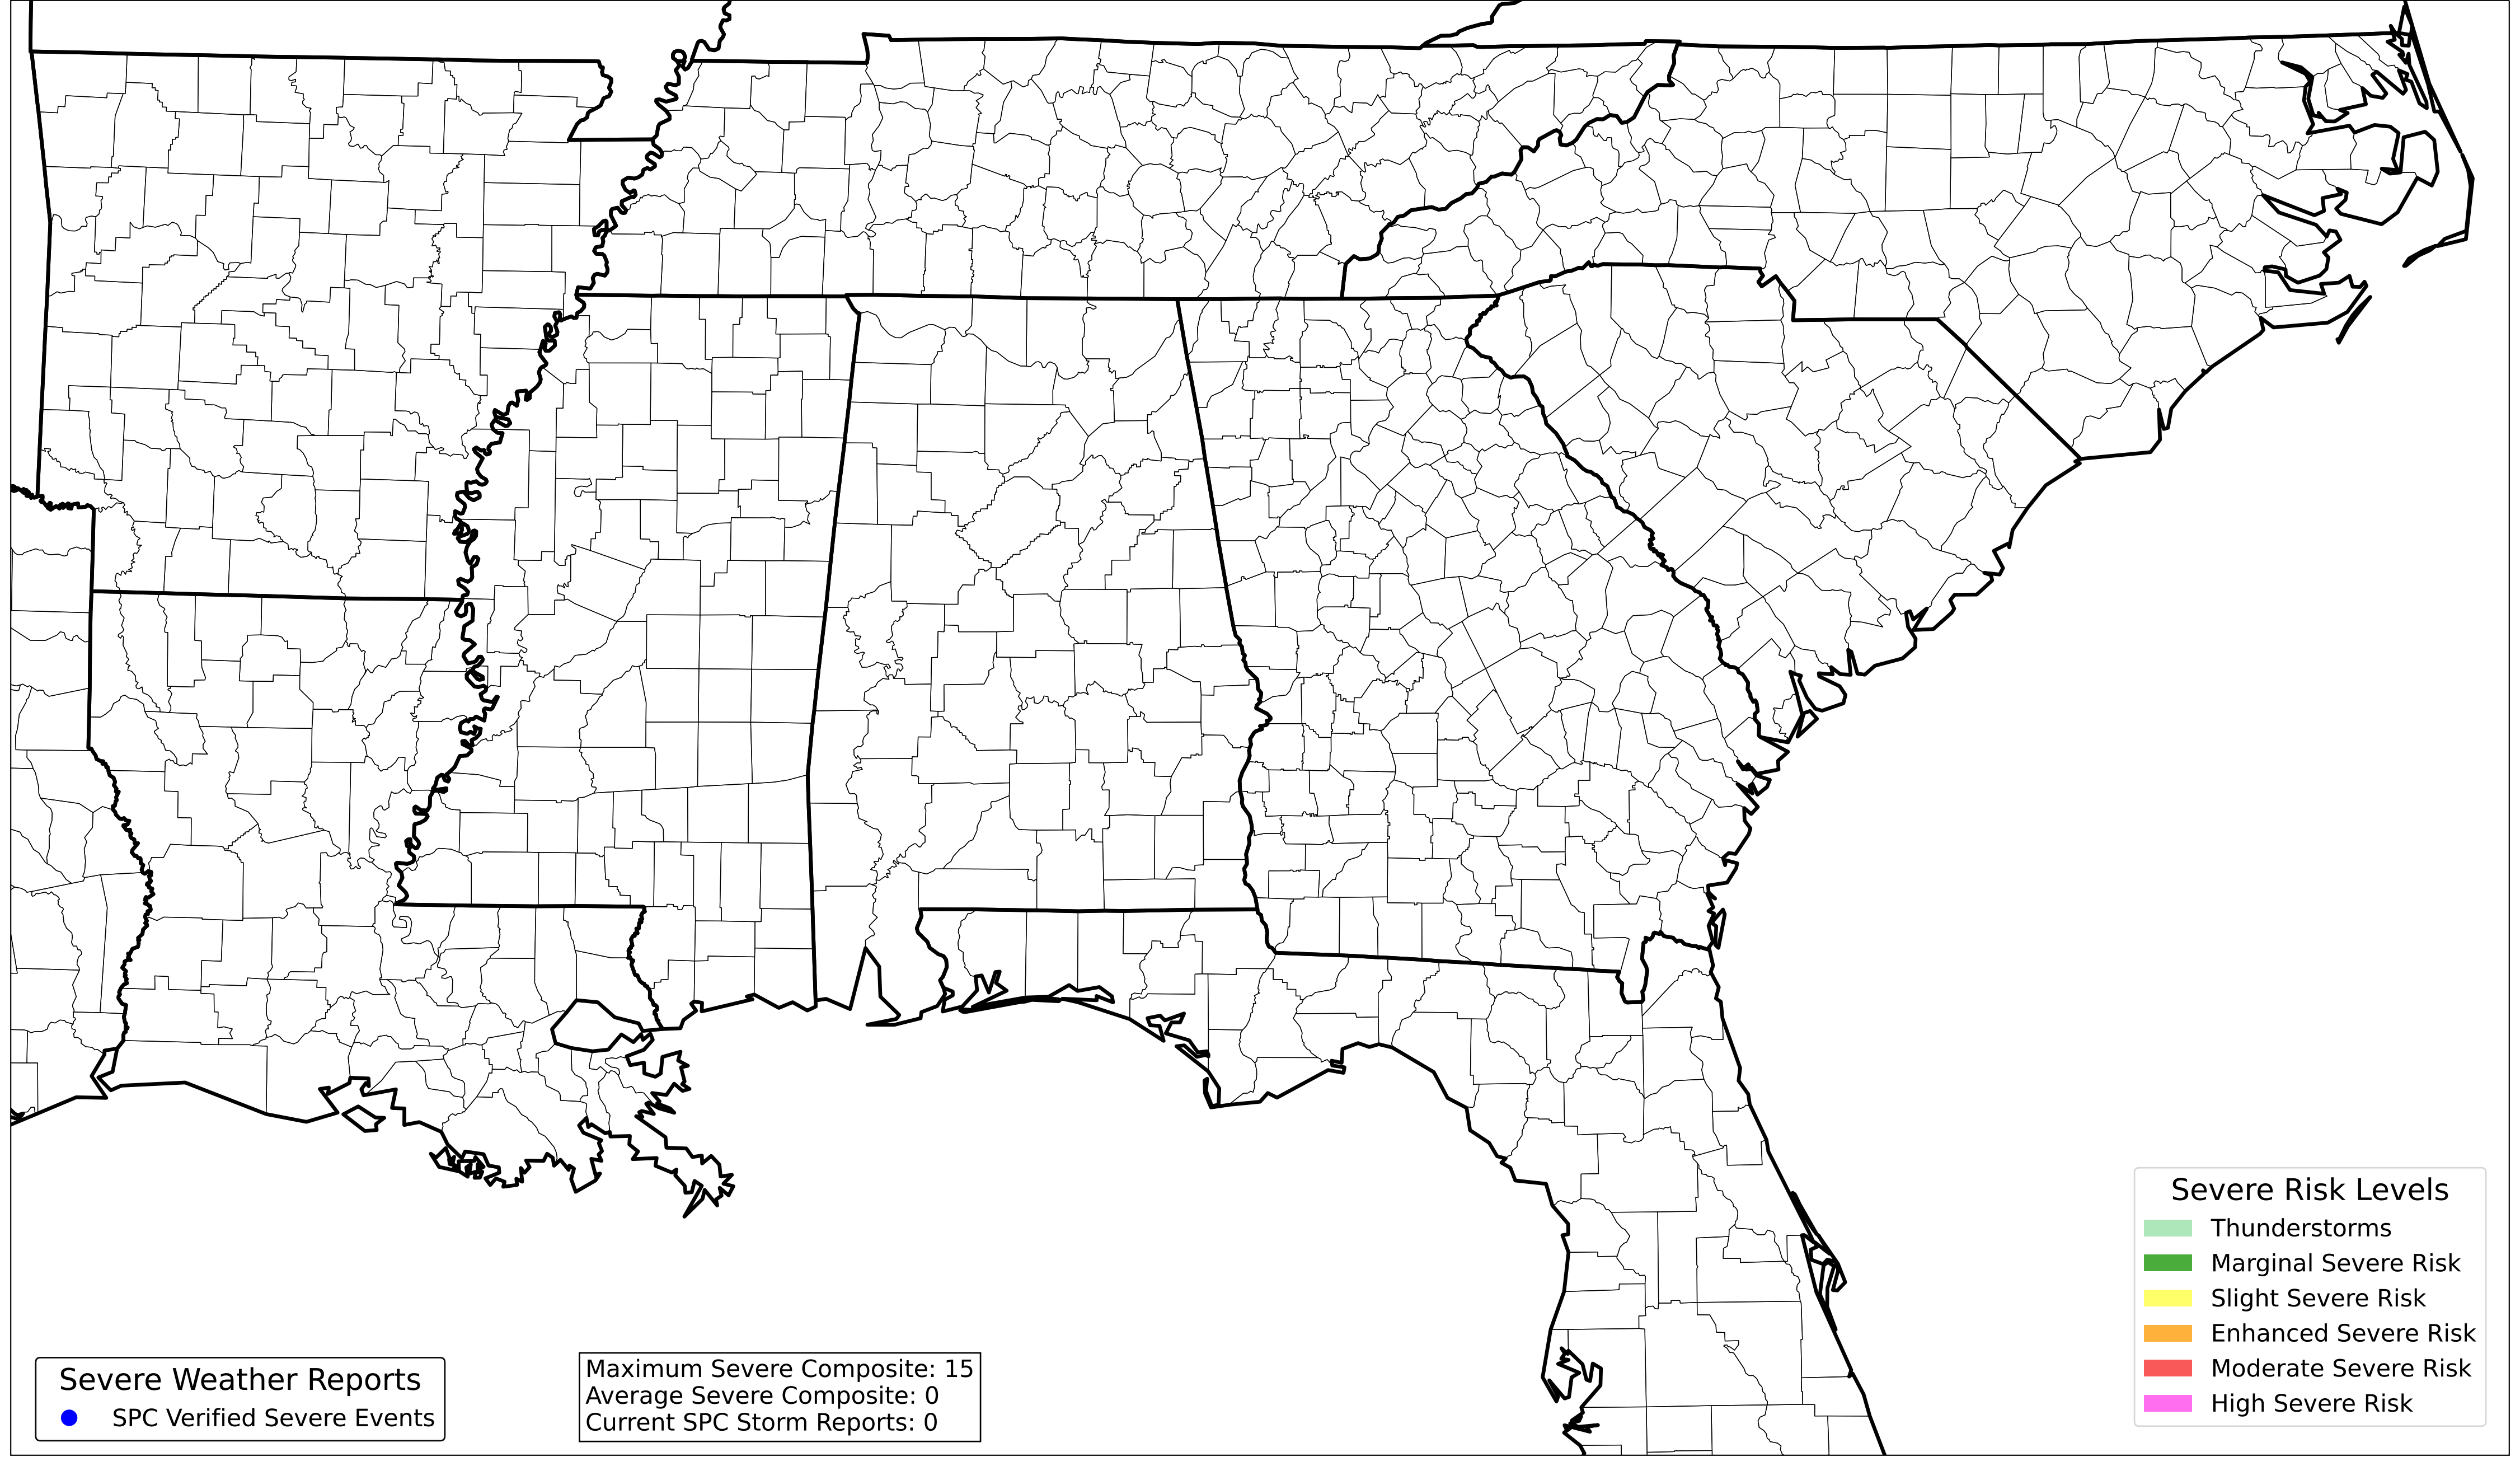 Severe Risk Levels
Thunderstorms
Marginal Severe Risk
Slight Severe Risk
Enhanced Severe Risk
Moderate Severe Risk
High Severe Risk
Severe Weather Reports
SPC Verified Severe Events
Maximum Severe Composite: 15
Average Severe Composite: 0
Current SPC Storm Reports: 0